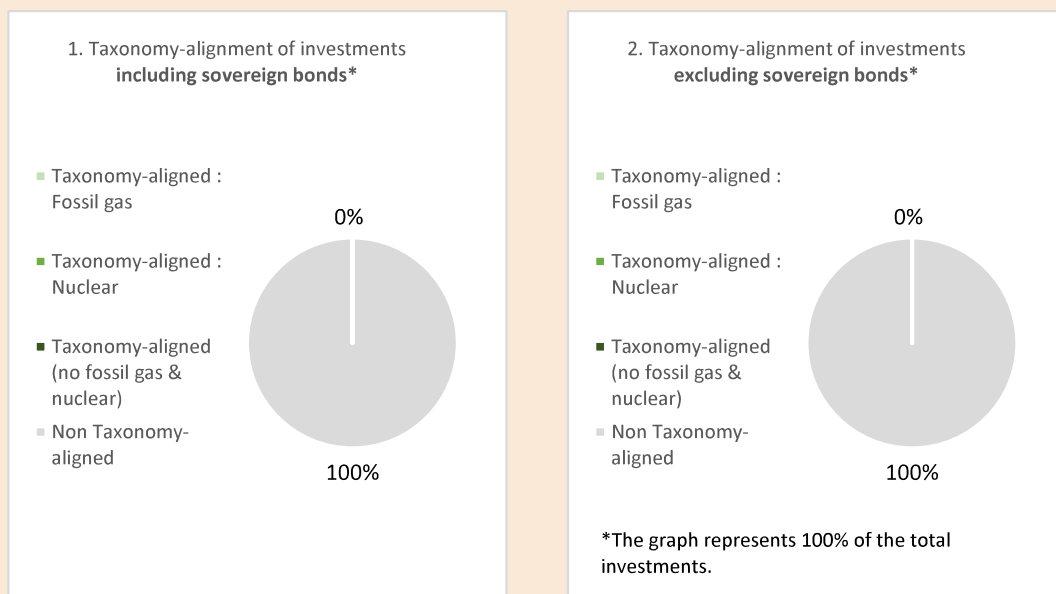 1. Taxonomy-alignment of investments
including sovereign bonds*
Taxonomy-aligned :
Fossil gas
0%
Taxonomy-aligned :
Nuclear
Taxonomy-aligned
(no fossil gas &
nuclear)
Non Taxonomy-
aligned
100%
2. Taxonomy-alignment of investments
excluding sovereign bonds*
Taxonomy-aligned :
Fossil gas
0%
Taxonomy-aligned :
Nuclear
Taxonomy-aligned
(no fossil gas &
nuclear)
Non Taxonomy-
aligned
100%
*The graph represents 100% of the total
investments.